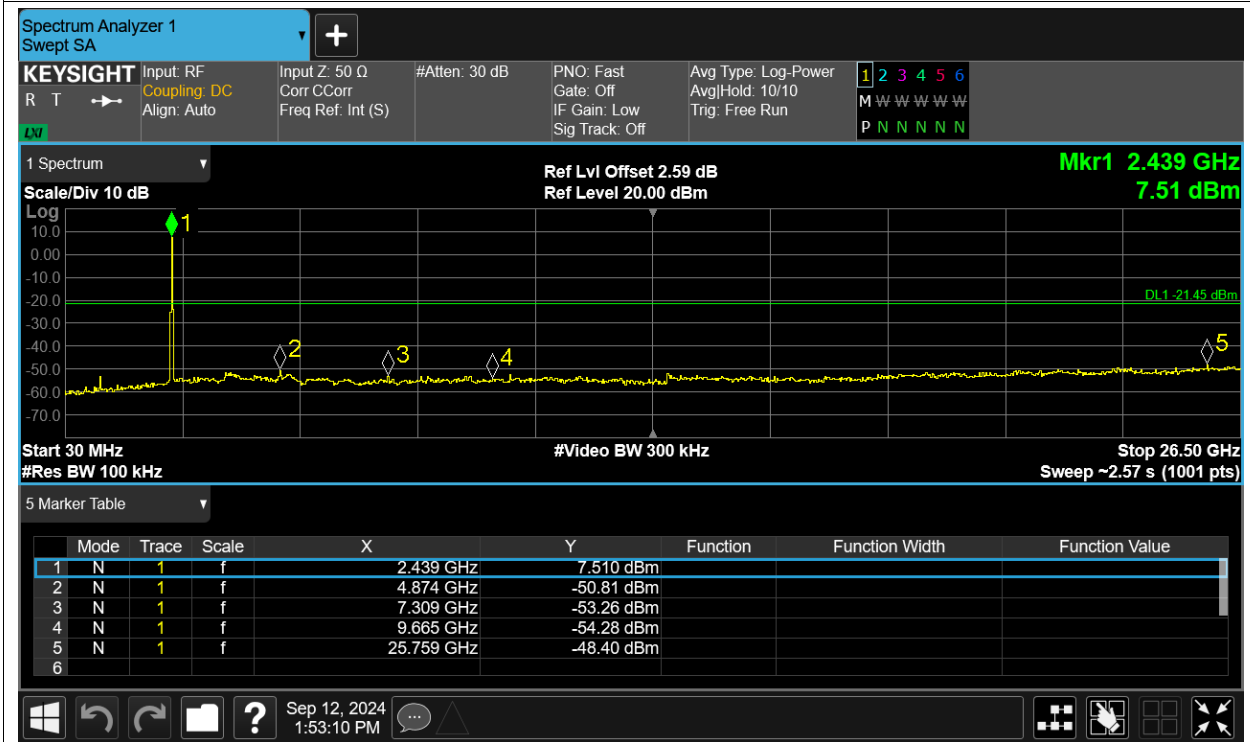 Spectrum Analyzer 1
Swept SA
+
KEYSIGHT
R T
LXI
Input: RF
Coupling: DC
Align: Auto
Input Z: 50 Ω
Corr CCorr
Freq Ref: Int (S)
#Atten: 30 dB
PNO: Fast
Gate: Off
IF Gain: Low
Sig Track: Off
Avg Type: Log-Power
Avg|Hold: 10/10
Trig: Free Run
1 2 3 4 5 6
M W W W W W
P N N N N N
1 Spectrum
Scale/Div 10 dB
Ref Lvl Offset 2.59 dB
Ref Level 20.00 dBm
Mkr1 2.439 GHz
7.51 dBm
Log
10.0
0.00
-10.0
-20.0
-30.0
-40.0
-50.0
-60.0
-70.0
1
2
3
4
5
DL1 -21.45 dBm
Start 30 MHz
#Video BW 300 kHz
Stop 26.50 GHz
#Res BW 100 kHz
Sweep ~2.57 s (1001 pts)
5 Marker Table
Mode Trace Scale X Y Function Function Width Function Value
1 N 1 f 2.439 GHz 7.510 dBm
2 N 1 f 4.874 GHz -50.81 dBm
3 N 1 f 7.309 GHz -53.26 dBm
4 N 1 f 9.665 GHz -54.28 dBm
5 N 1 f 25.759 GHz -48.40 dBm
6
?
Sep 12, 2024
1:53:10 PM